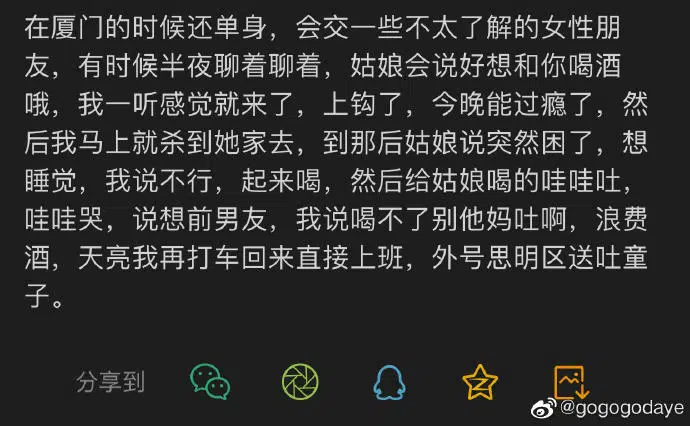 在厦门的时候还单身，会交一些不太了解的女性朋
友，有时候半夜聊着聊着，姑娘会说好想和你喝酒
哦，我一听感觉就来了，上钩了，今晚能过瘾了，然
后我马上就杀到她家去，到那后姑娘说突然困了，想
睡觉，我说不行，起来喝，然后给姑娘喝的哇哇吐，
哇哇哭，说想前男友，我说喝不了别他妈吐啊，浪费
酒，天亮我再打车回来直接上班，外号思明区送吐童
子。
分享到
@gogogodaye